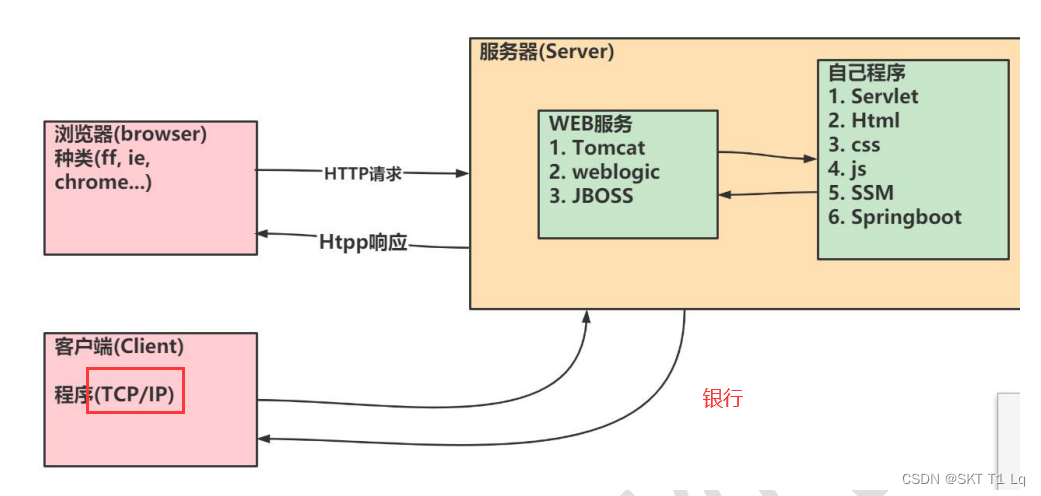 服务器(Server)
自己程序
1. Servlet
2. Html
3. css
4. js
5. SSM
6. Springboot
WEB服务
1. Tomcat
2. weblogic
3. JBOSS
浏览器(browser)
种类(ff, ie,
chrome...)
HTTP请求
Htpp响应
客户端(Client)
程序(TCP/IP)
银行
CSDN @SKT T1 Lq